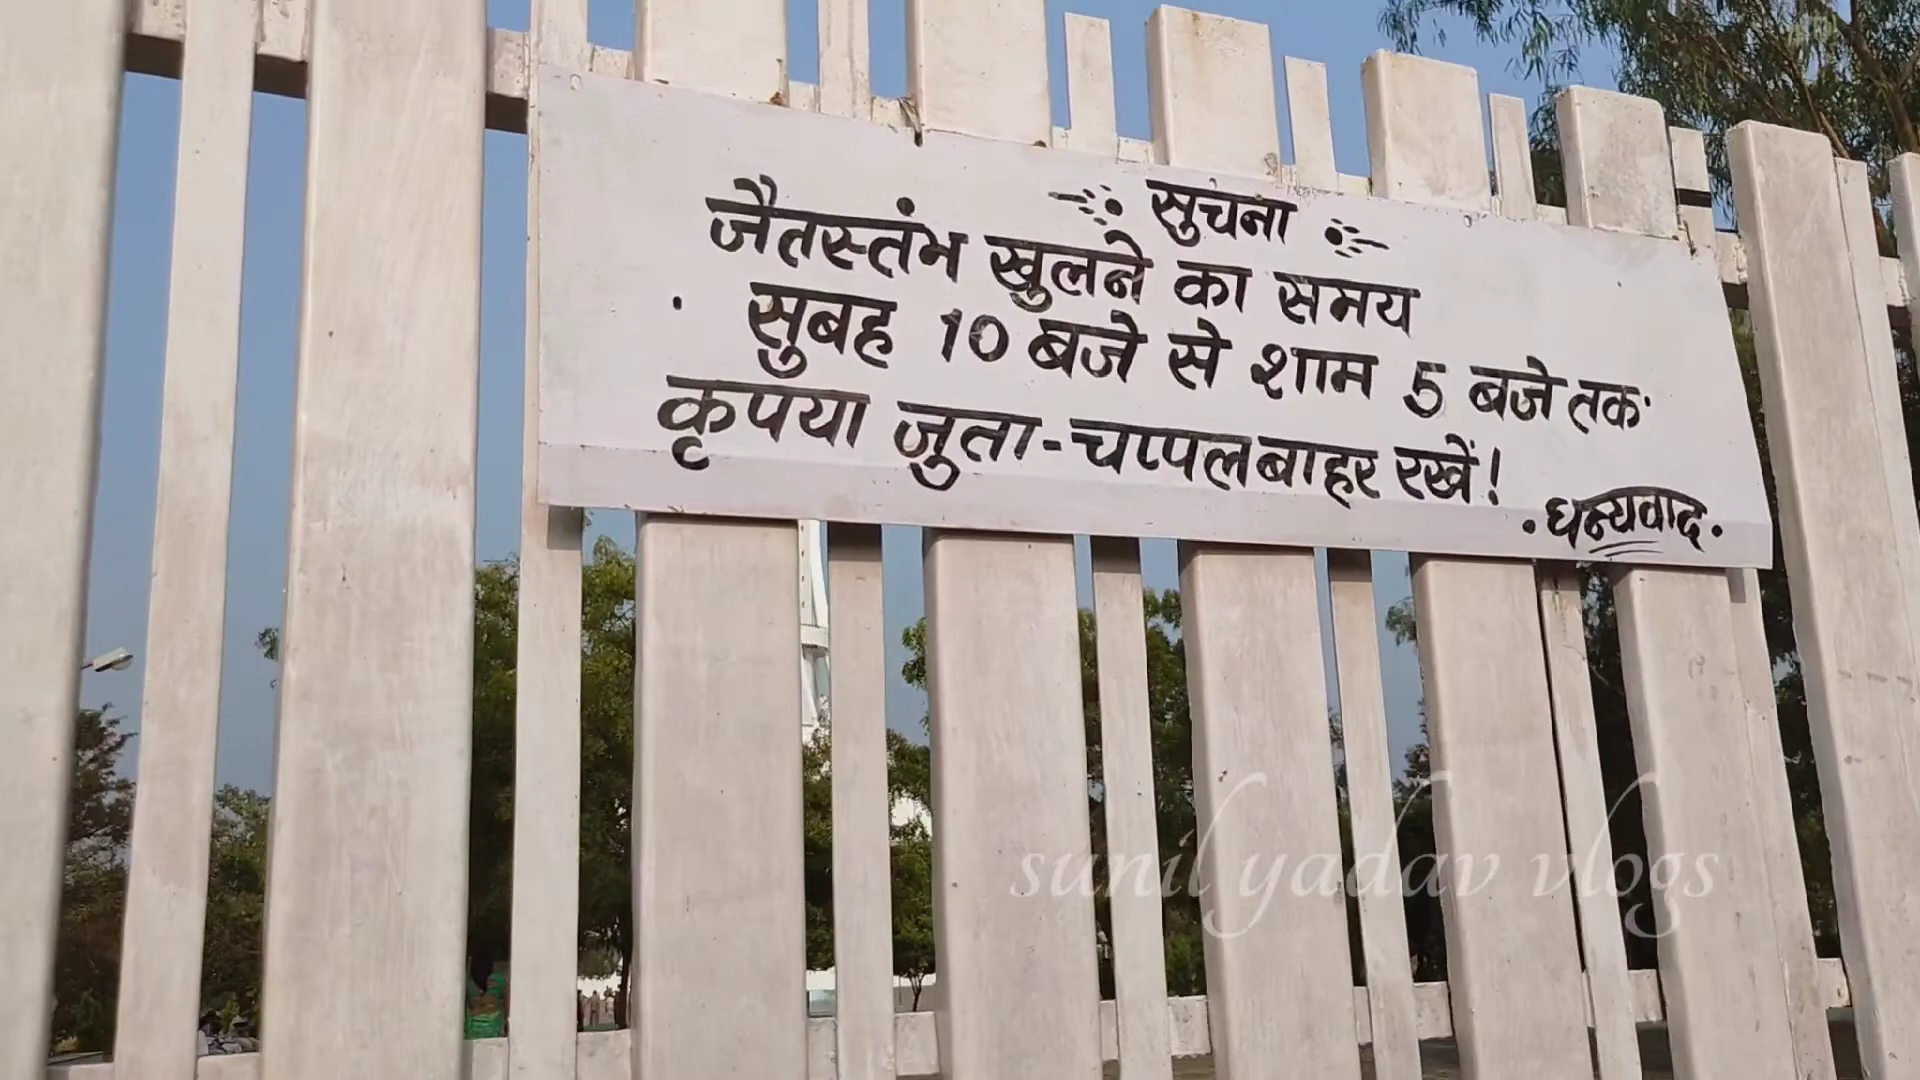 सुचना
जैतस्तंभ खुलने का समय
सुबह 10 बजे से शाम 5 बजे तक
कृपया जुता-चप्पल बाहर रखें!
धन्यवाद
sunil yadav vlogs